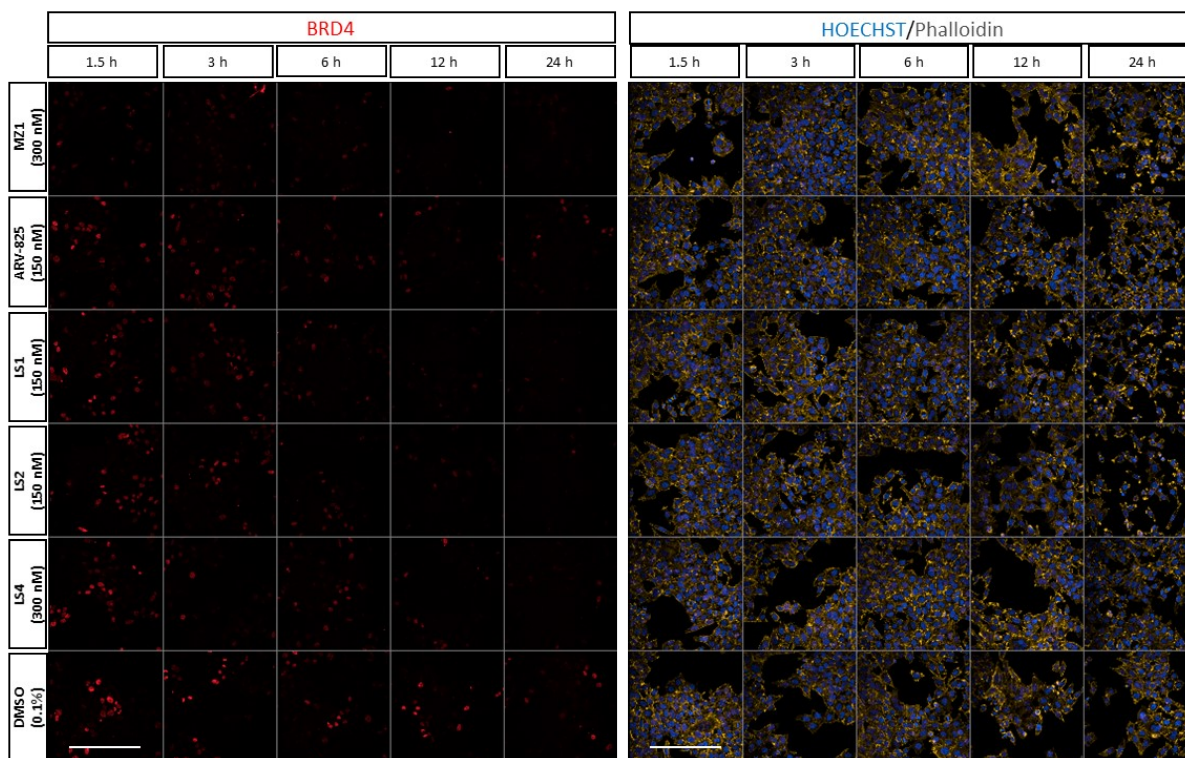 BRD4
HOECHST/Phalloidin
1.5 h
3 h
6 h
12 h
24 h
1.5 h
3 h
6 h
12 h
24 h
MZ1
(300 nM)
ARV-825
(150 nM)
LS1
(150 nM)
LS2
(150 nM)
LS4
(300 nM)
DMSO
(0.1%)